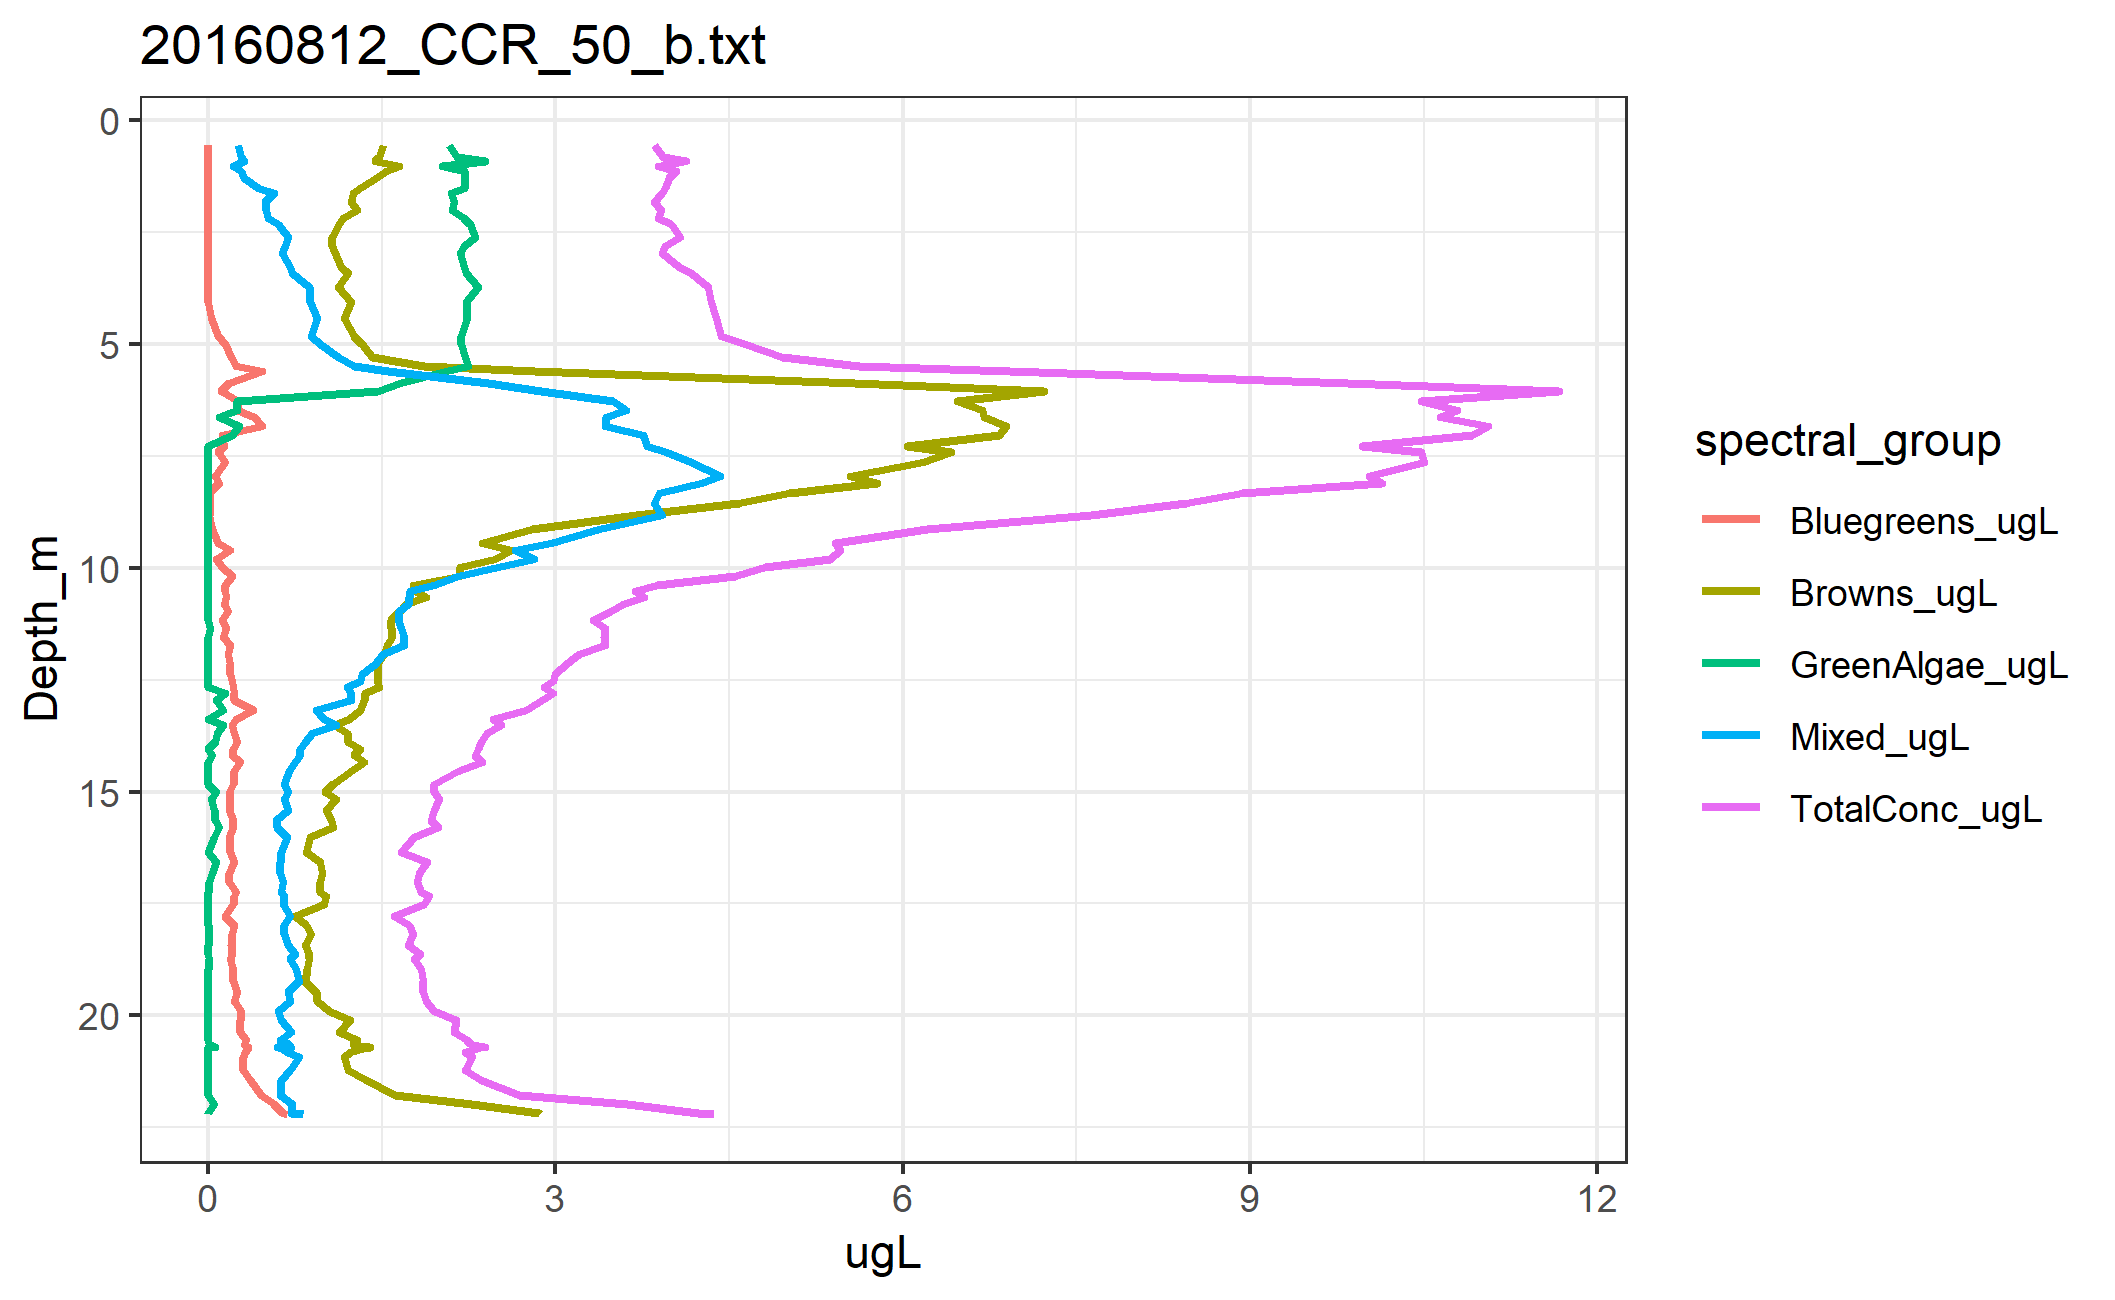 20160812_CCR_50_b.txt
0
5
10
15
20
Depth_m
0 3 6 9 12
ugL
spectral_group
Bluegreens_ugL
Browns_ugL
GreenAlgae_ugL
Mixed_ugL
TotalConc_ugL